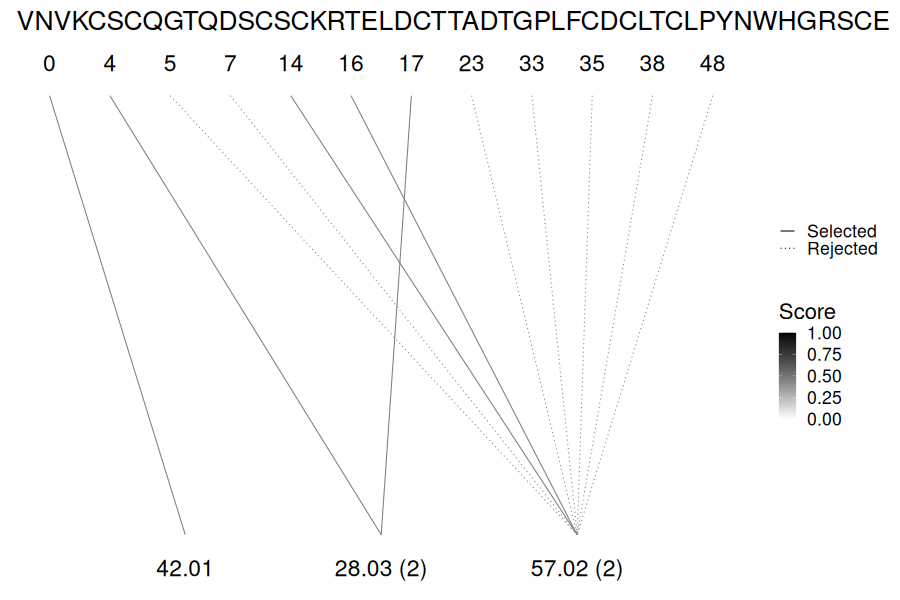 VNVKCSCQGTQDSCSCKRTELDCTTADTGPLFCDCLTCLPYNWHGRSCE
0 4 5 7 14 16 17 23 33 35 38 48
Selected
Rejected
Score
1.00
0.75
0.50
0.25
0.00
42.01 28.03 (2) 57.02 (2)